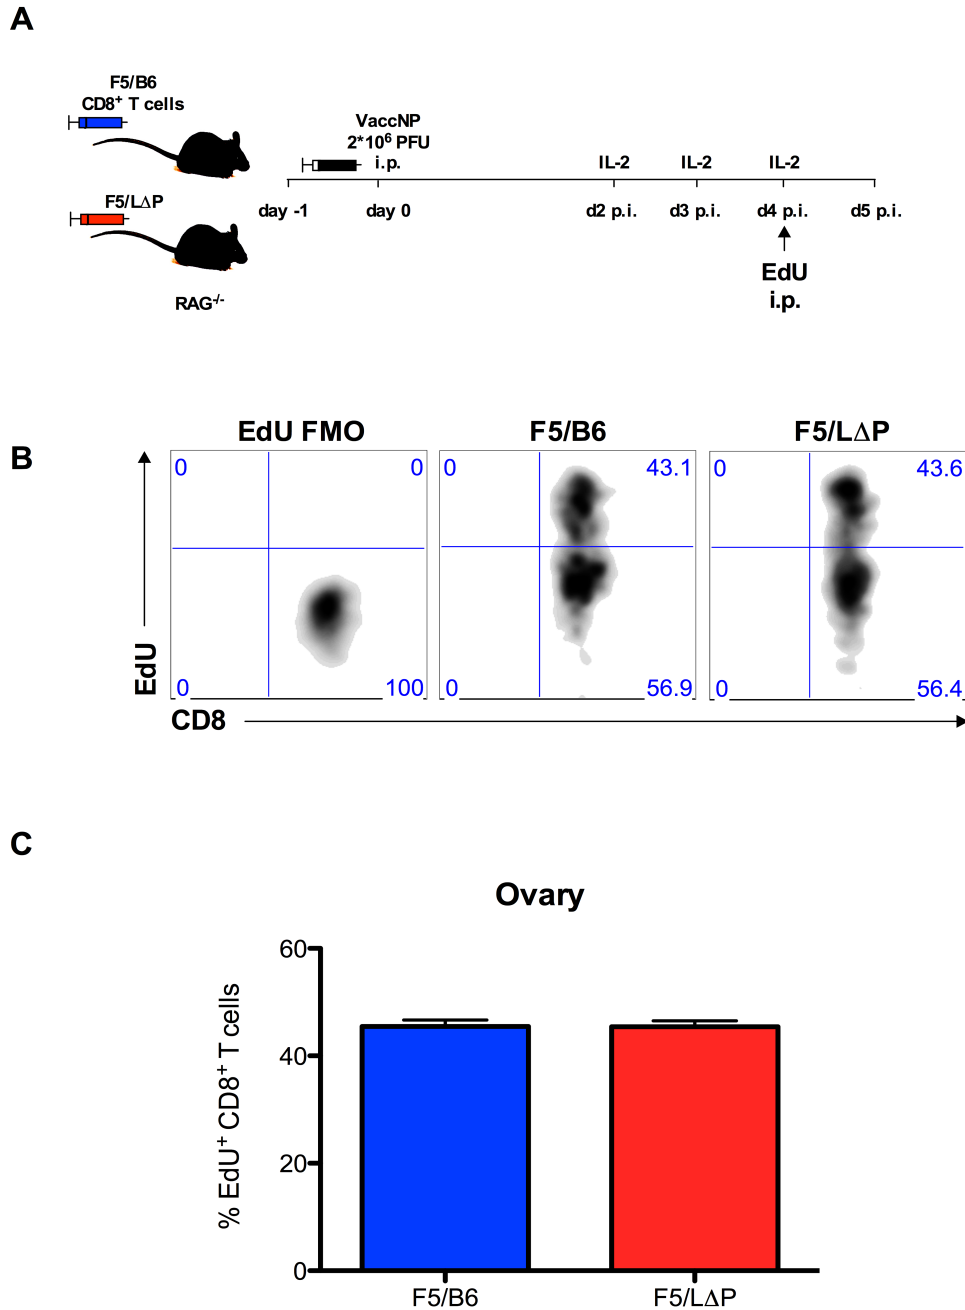 A
F5/B6
CD8⁺ T cells
VaccNP
2*10⁶ PFU
i.p.
IL-2 IL-2 IL-2
F5/LΔP
day -1 day 0 d2 p.i. d3 p.i. d4 p.i. d5 p.i.
EdU
i.p.
RAG⁻/⁻
B
EdU FMO F5/B6 F5/LΔP
0 0 0 43.1 0 43.6
EdU
0 100 0 56.9 0 56.4
CD8
C
Ovary
% EdU⁺ CD8⁺ T cells
60
40
20
0
F5/B6 F5/LΔP